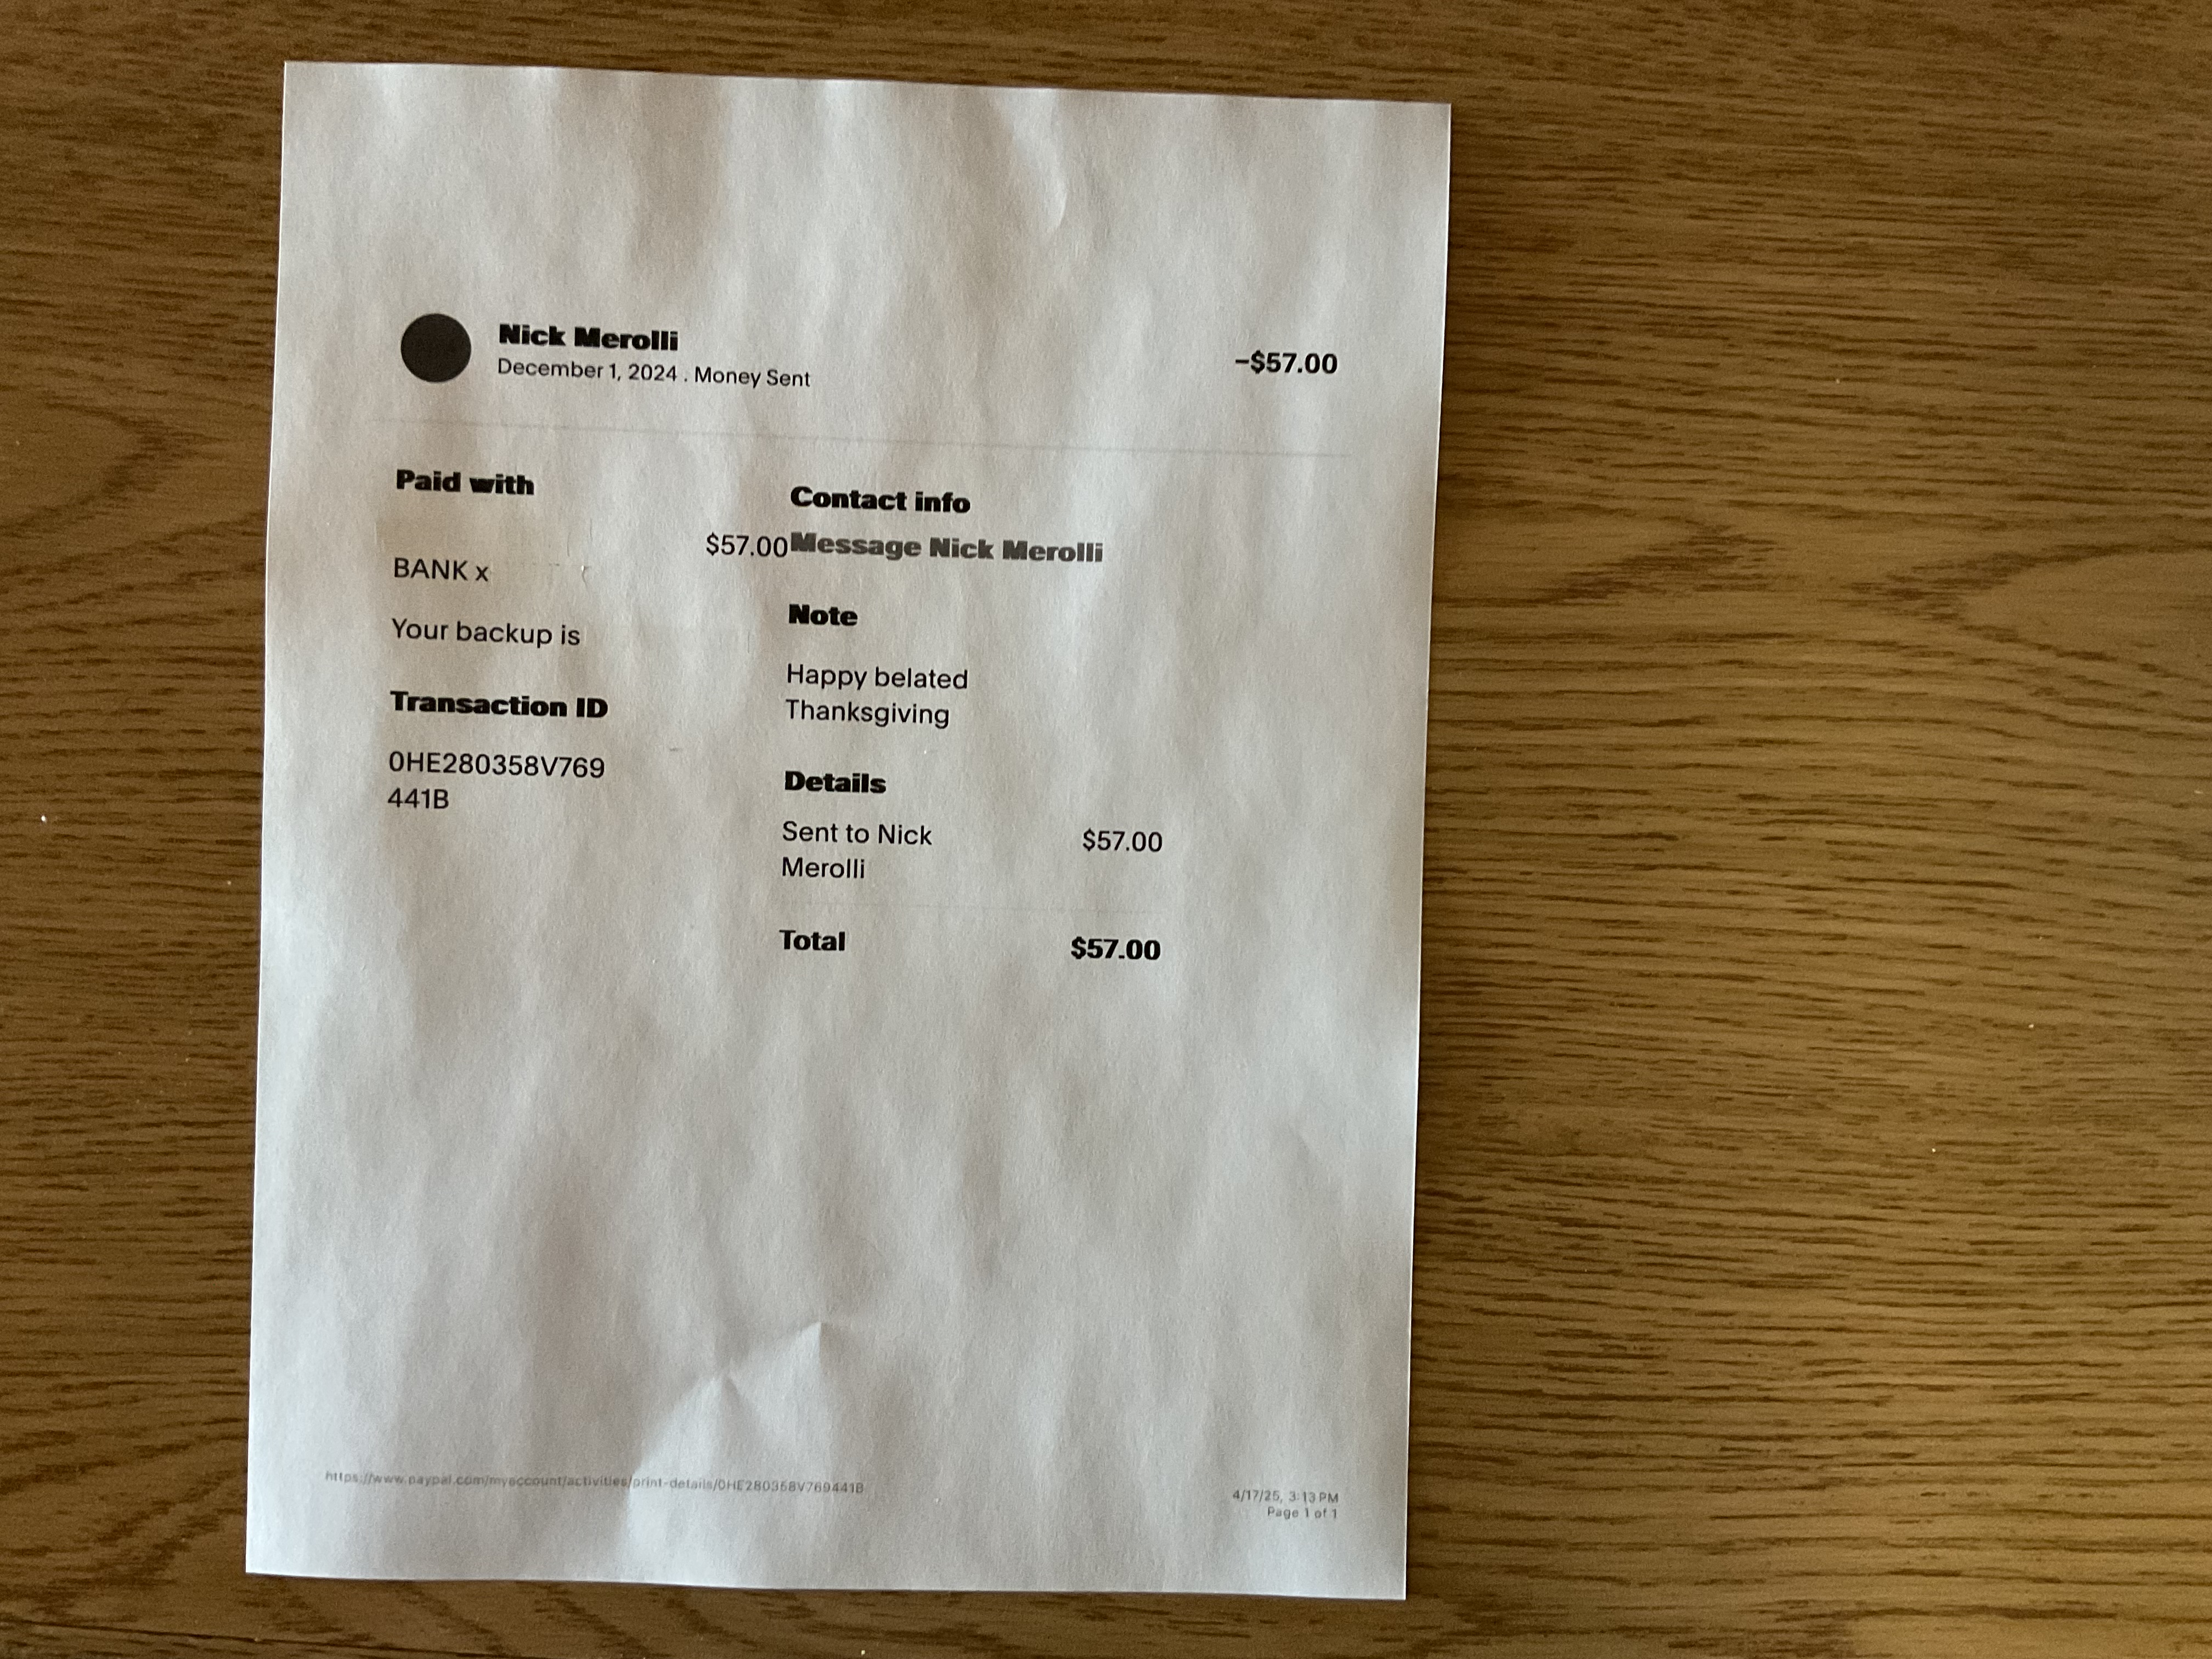 Nick Merolli
December 1, 2024 . Money Sent
-$57.00
Paid with
$57.00
BANK x
Your backup is
Transaction ID
0HE280358V769
441B
Contact info
Message Nick Merolli
Note
Happy belated
Thanksgiving
Details
Sent to Nick
Merolli
$57.00
Total
$57.00
https://www.paypal.com/myaccount/activities/print-details/0HE280358V769441B
4/17/25, 3:13 PM
Page 1 of 1